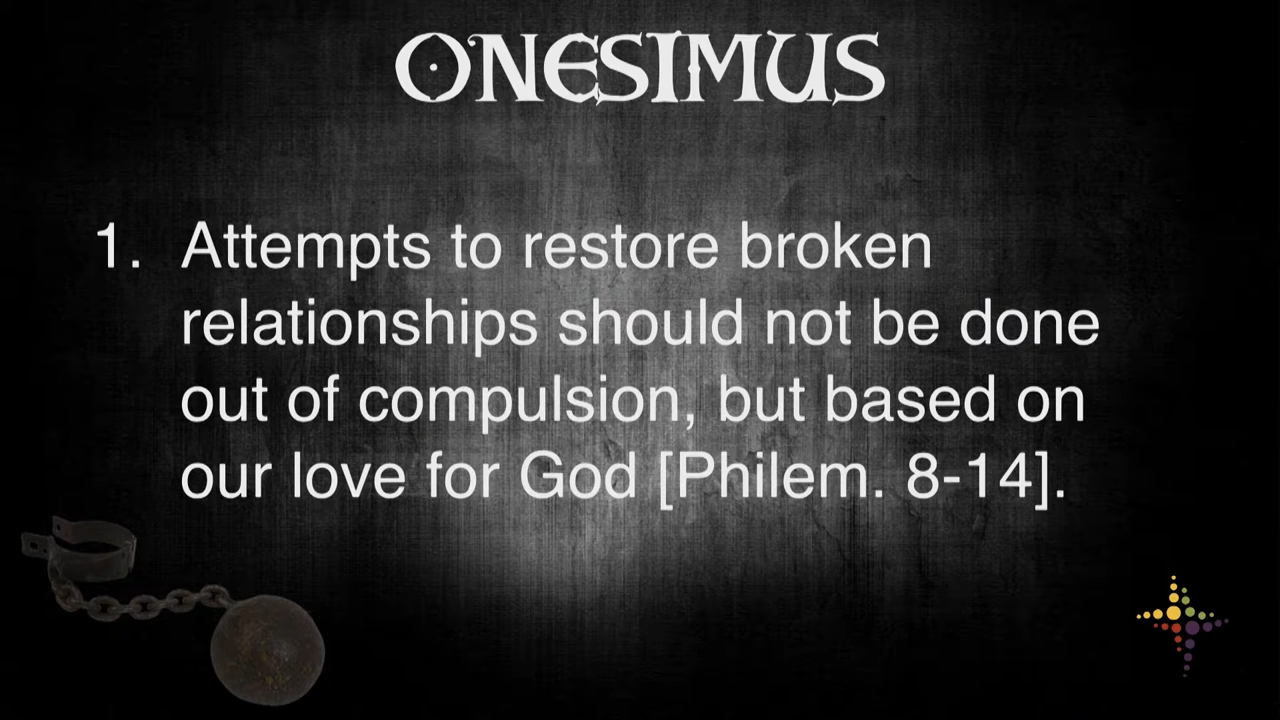 ONESIMUS
1. Attempts to restore broken
relationships should not be done
out of compulsion, but based on
our love for God [Philem. 8-14].